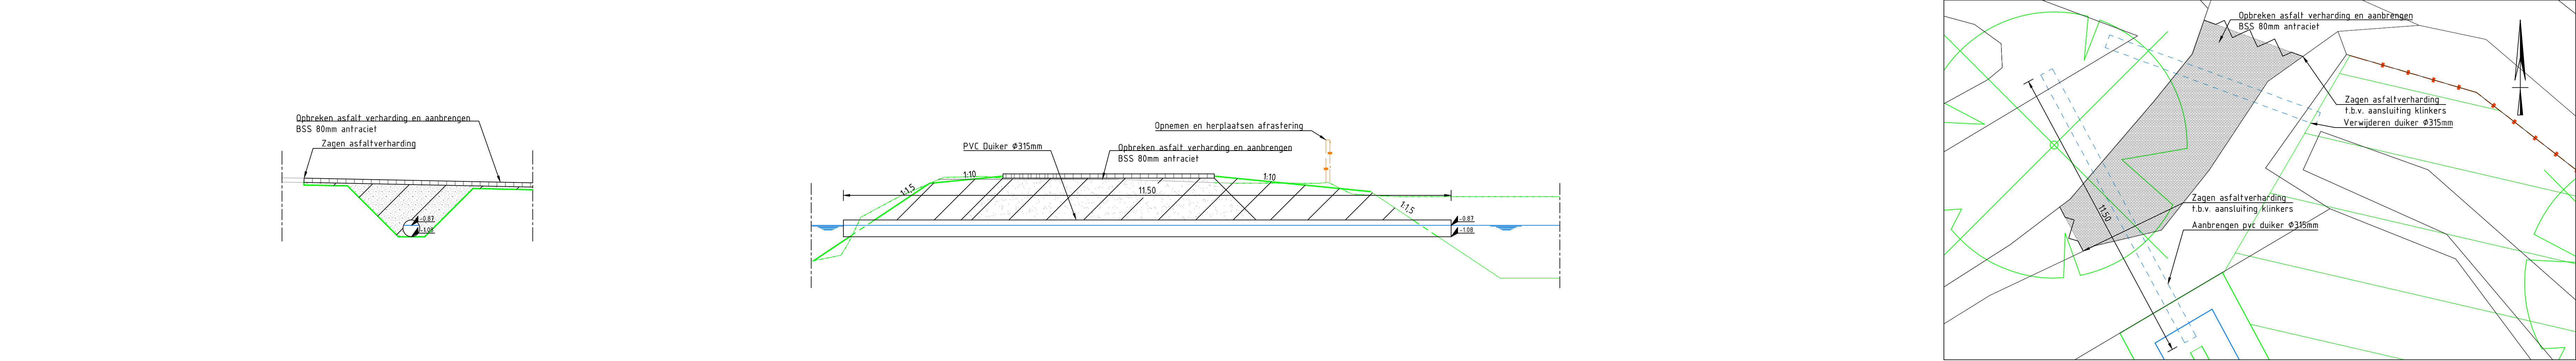 Opbreken asfalt verharding en aanbrengen
BSS 80mm antraciet
Zagen asfaltverharding
-0.87
-1.08
Opnemen en herplaatsen afrastering
PVC Duiker Ø315mm
Opbreken asfalt verharding en aanbrengen
BSS 80mm antraciet
1:1.5
1:10
1:10
11.50
1:1.5
-0.87
-1.08
Opbreken asfalt verharding en aanbrengen
BSS 80mm antraciet
Zagen asfaltverharding
t.b.v. aansluiting klinkers
Verwijderen duiker Ø315mm
Zagen asfaltverharding
t.b.v. aansluiting klinkers
Aanbrengen pvc duiker Ø315mm
11.50